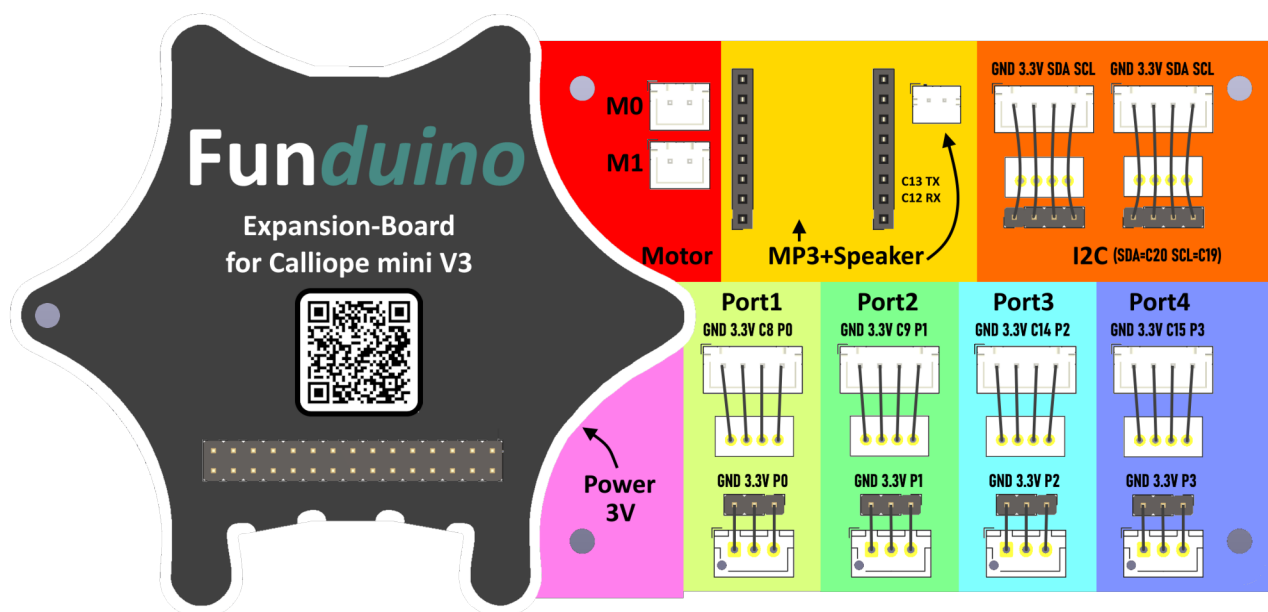 Funduino
Expansion-Board
for Calliope mini V3
M0
M1
Motor
C13 TX
C12 RX
MP3+Speaker
GND 3.3V SDA SCL
GND 3.3V SDA SCL
I2C (SDA=C20 SCL=C19)
Power
3V
Port1
GND 3.3V C8 P0
GND 3.3V P0
Port2
GND 3.3V C9 P1
GND 3.3V P1
Port3
GND 3.3V C14 P2
GND 3.3V P2
Port4
GND 3.3V C15 P3
GND 3.3V P3